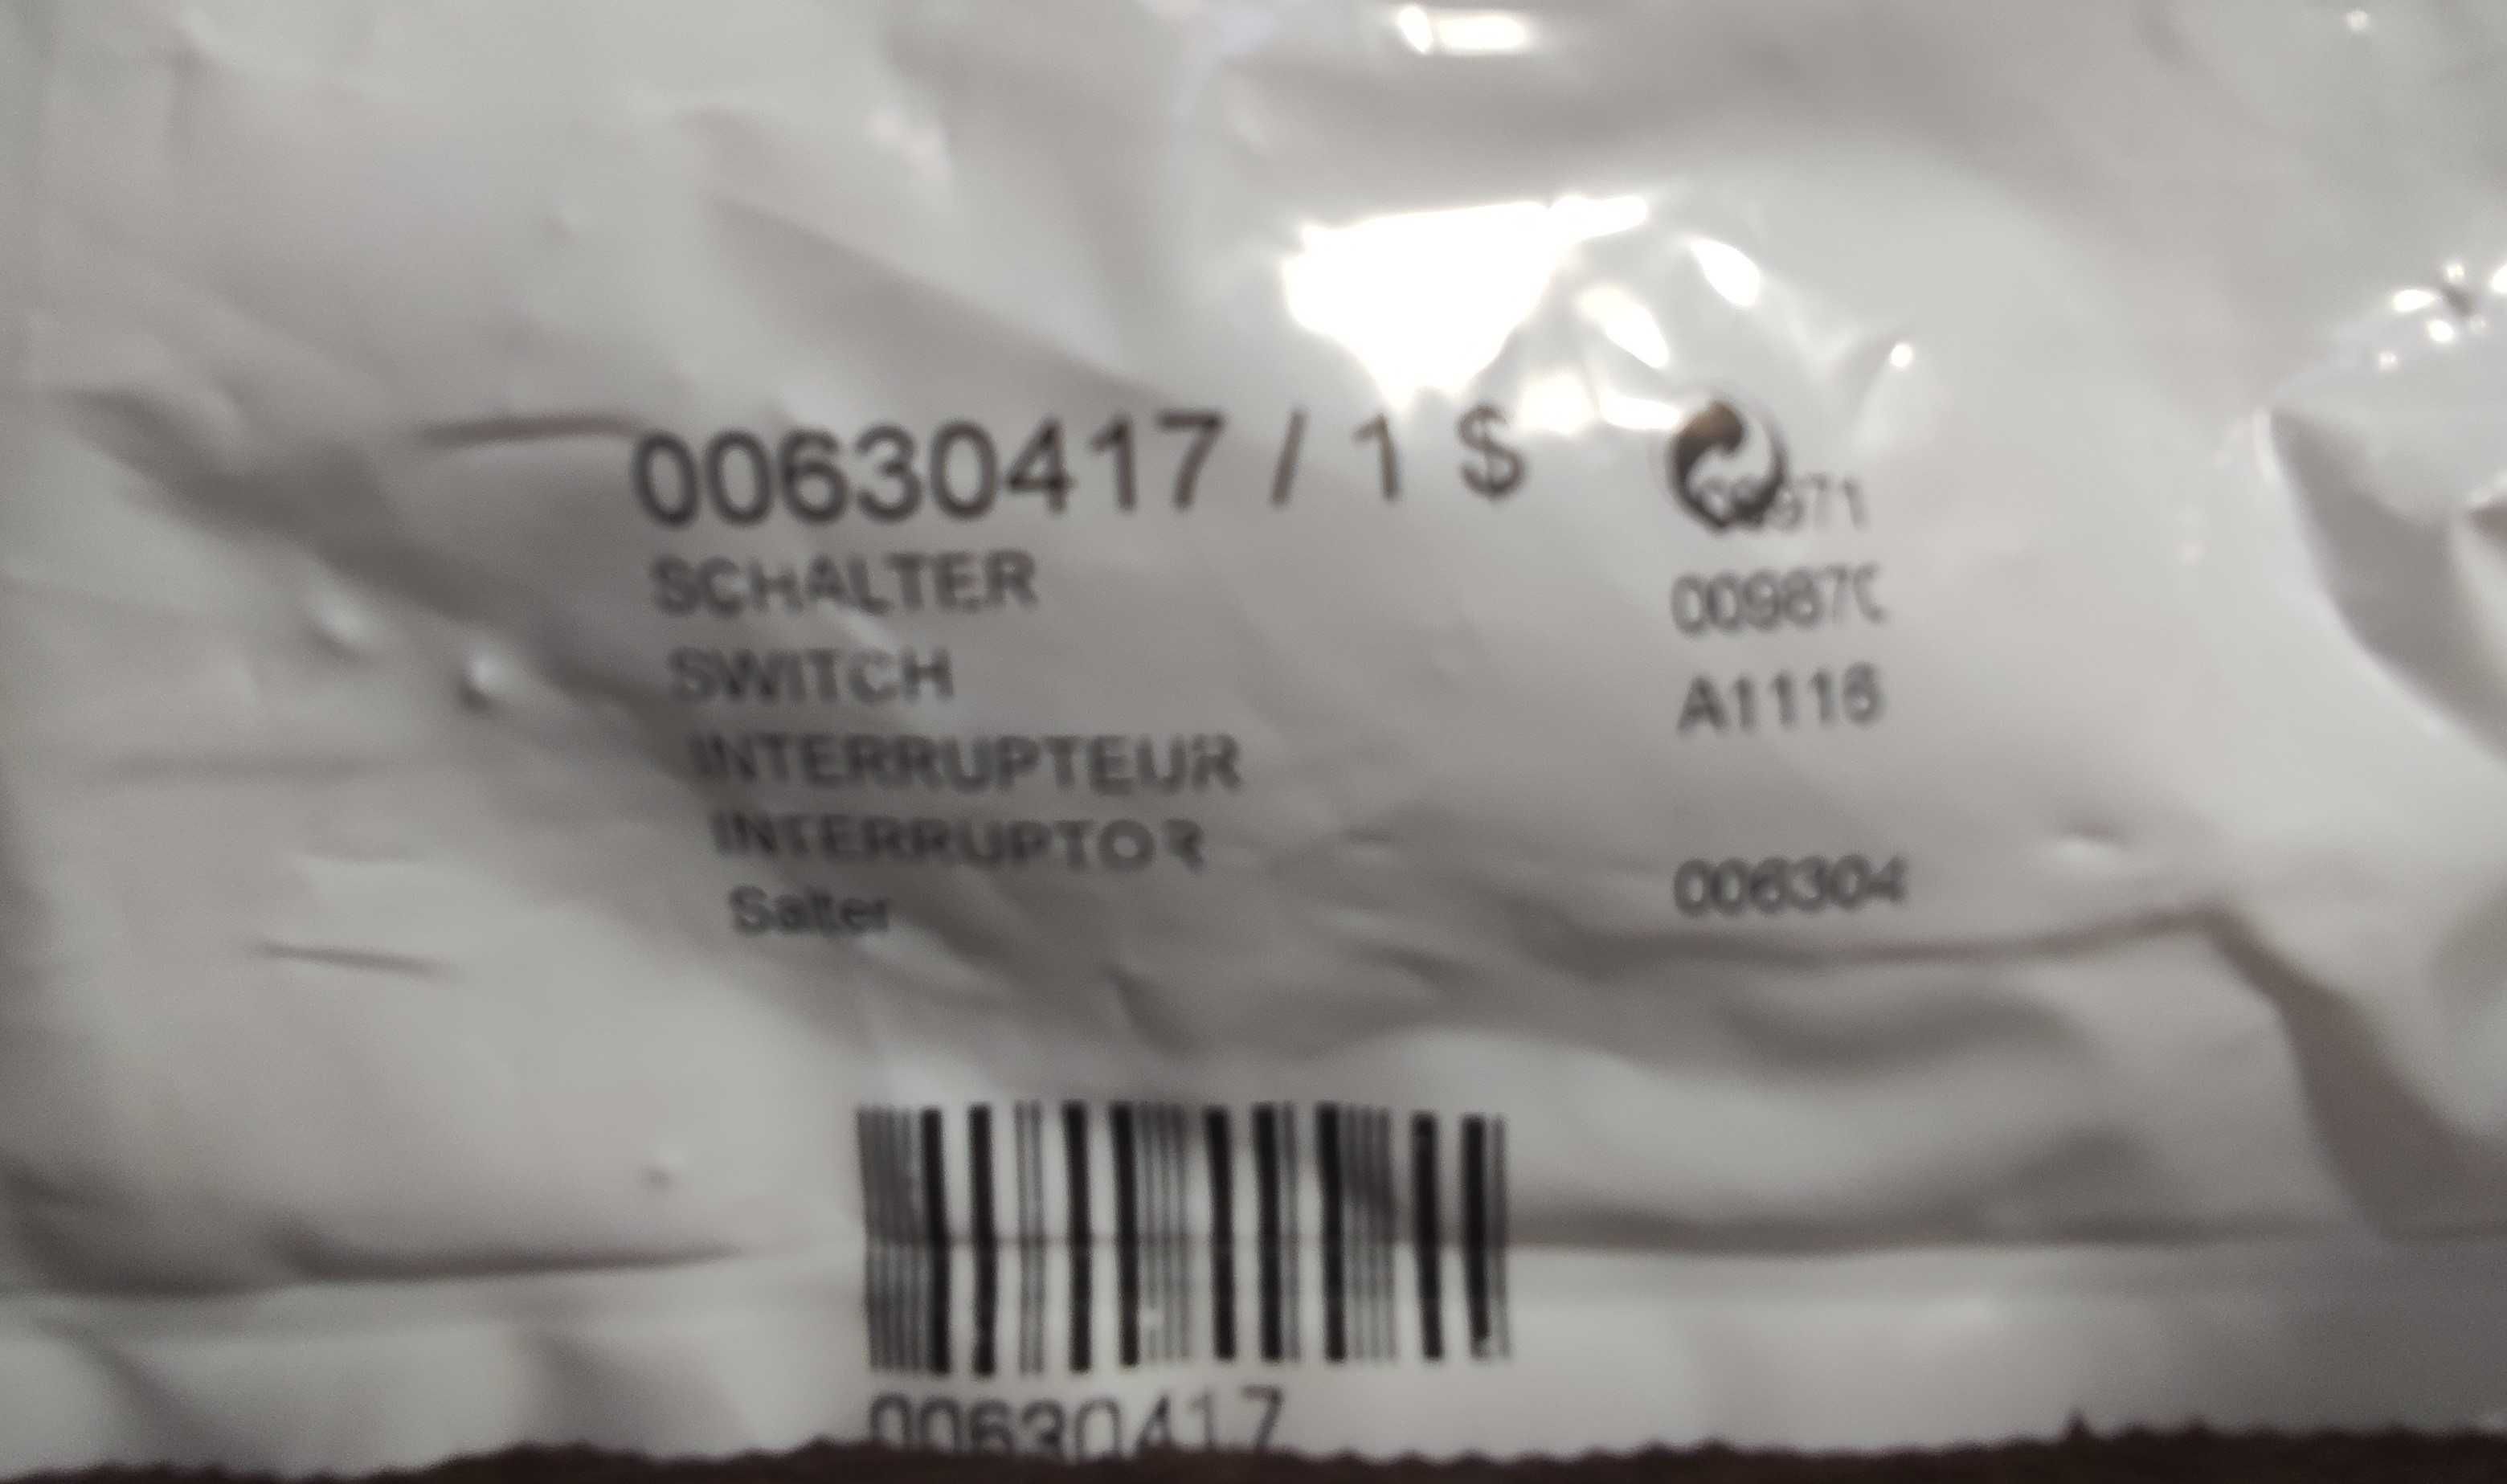 00630417 / 1 $
SCHALTER
SWITCH
INTERRUPTEUR
INTERRUPTOR
Salter
00987
A1116
006304
00630417